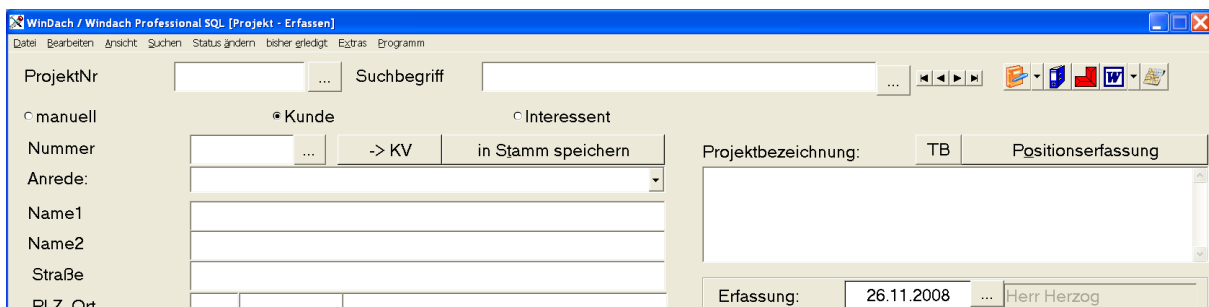 WinDach / Windach Professional SQL [Projekt - Erfassen]
Datei Bearbeiten Ansicht Suchen Status ändern bisher erledigt Extras Programm
ProjektNr ... Suchbegriff ...
manuell Kunde Interessent
Nummer ... -> KV in Stamm speichern Projektbezeichnung: TB Positionserfassung
Anrede:
Name1
Name2
Straße
PLZ, Ort Erfassung: 26.11.2008 ... Herr Herzog